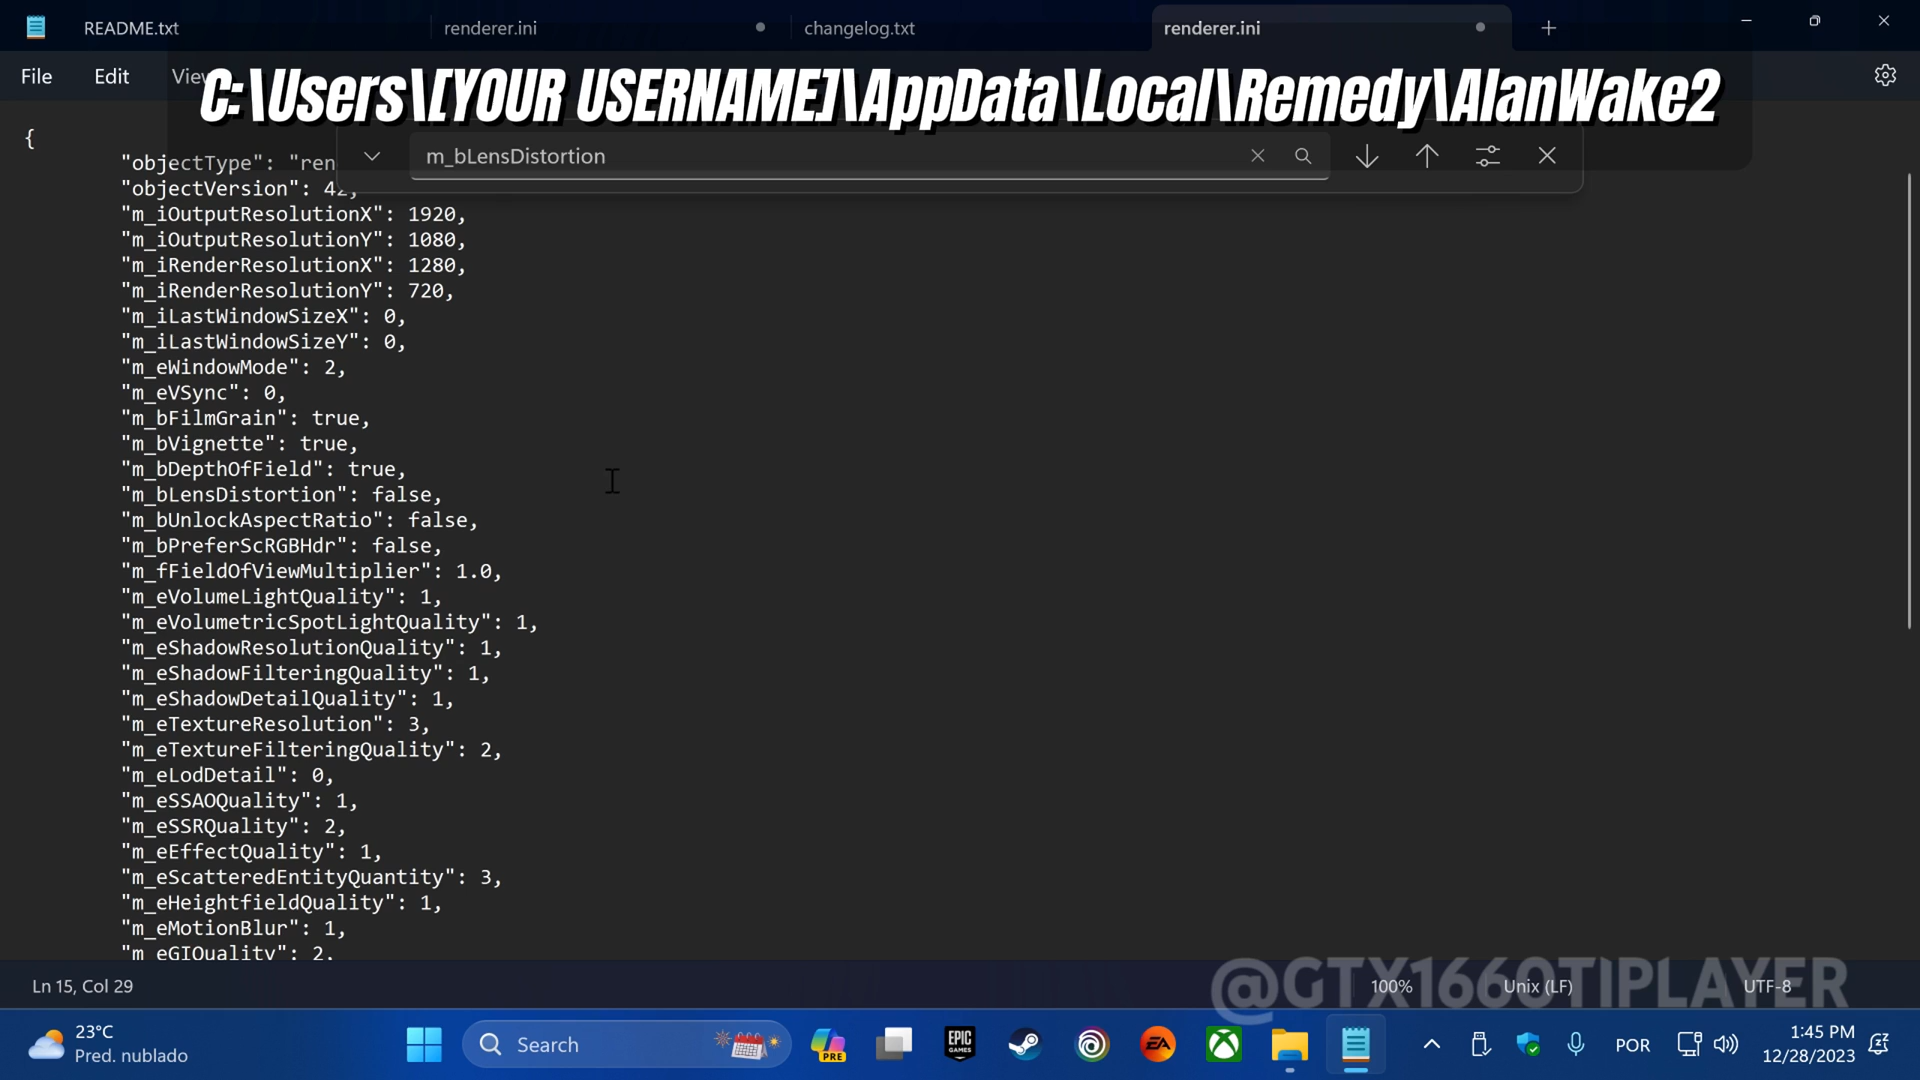 README.txt
renderer.ini
changelog.txt
renderer.ini
File
Edit
View
C:\Users\[YOUR USERNAME]\AppData\Local\Remedy\AlanWake2
m_bLensDistortion
{
"objectType": "ren
"objectVersion": 42,
"m_iOutputResolutionX": 1920,
"m_iOutputResolutionY": 1080,
"m_iRenderResolutionX": 1280,
"m_iRenderResolutionY": 720,
"m_iLastWindowSizeX": 0,
"m_iLastWindowSizeY": 0,
"m_eWindowMode": 2,
"m_eVSync": 0,
"m_bFilmGrain": true,
"m_bVignette": true,
"m_bDepthOfField": true,
"m_bLensDistortion": false,
"m_bUnlockAspectRatio": false,
"m_bPreferScRGBHdr": false,
"m_fFieldOfViewMultiplier": 1.0,
"m_eVolumeLightQuality": 1,
"m_eVolumetricSpotLightQuality": 1,
"m_eShadowResolutionQuality": 1,
"m_eShadowFilteringQuality": 1,
"m_eShadowDetailQuality": 1,
"m_eTextureResolution": 3,
"m_eTextureFilteringQuality": 2,
"m_eLodDetail": 0,
"m_eSSAOQuality": 1,
"m_eSSRQuality": 2,
"m_eEffectQuality": 1,
"m_eScatteredEntityQuantity": 3,
"m_eHeightfieldQuality": 1,
"m_eMotionBlur": 1,
"m_eGIQuality": 2,
@GTX1660TIPLAYER
Ln 15, Col 29
100%
Unix (LF)
UTF-8
23°C
Pred. nublado
Search
PRE
EPIC
GAMES
EA
POR
1:45 PM
12/28/2023